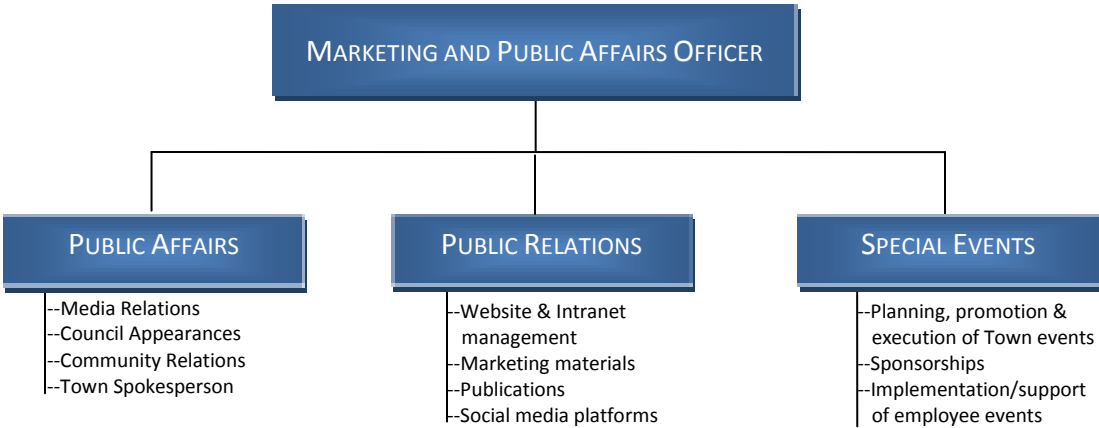 MARKETING AND PUBLIC AFFAIRS OFFICER
PUBLIC AFFAIRS
--Media Relations
--Council Appearances
--Community Relations
--Town Spokesperson
PUBLIC RELATIONS
--Website & Intranet
management
--Marketing materials
--Publications
--Social media platforms
SPECIAL EVENTS
--Planning, promotion &
execution of Town events
--Sponsorships
--Implementation/support
of employee events